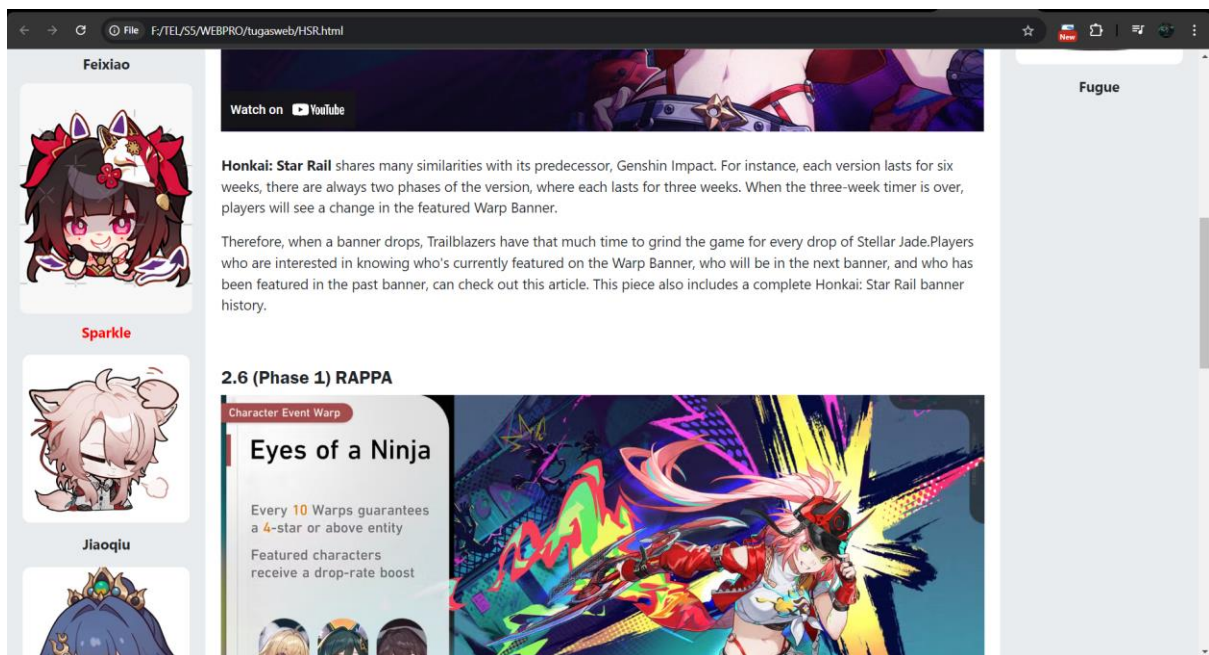 File F:/TEL/S5/WEBPRO/tugasweb/HSR.html
New
Feixiao
Sparkle
Jiaoqiu
Watch on YouTube
Honkai: Star Rail shares many similarities with its predecessor, Genshin Impact. For instance, each version lasts for six
weeks, there are always two phases of the version, where each lasts for three weeks. When the three-week timer is over,
players will see a change in the featured Warp Banner.
Therefore, when a banner drops, Trailblazers have that much time to grind the game for every drop of Stellar Jade.Players
who are interested in knowing who's currently featured on the Warp Banner, who will be in the next banner, and who has
been featured in the past banner, can check out this article. This piece also includes a complete Honkai: Star Rail banner
history.
2.6 (Phase 1) RAPPA
Character Event Warp
Eyes of a Ninja
Every 10 Warps guarantees
a 4-star or above entity
Featured characters
receive a drop-rate boost
Fugue